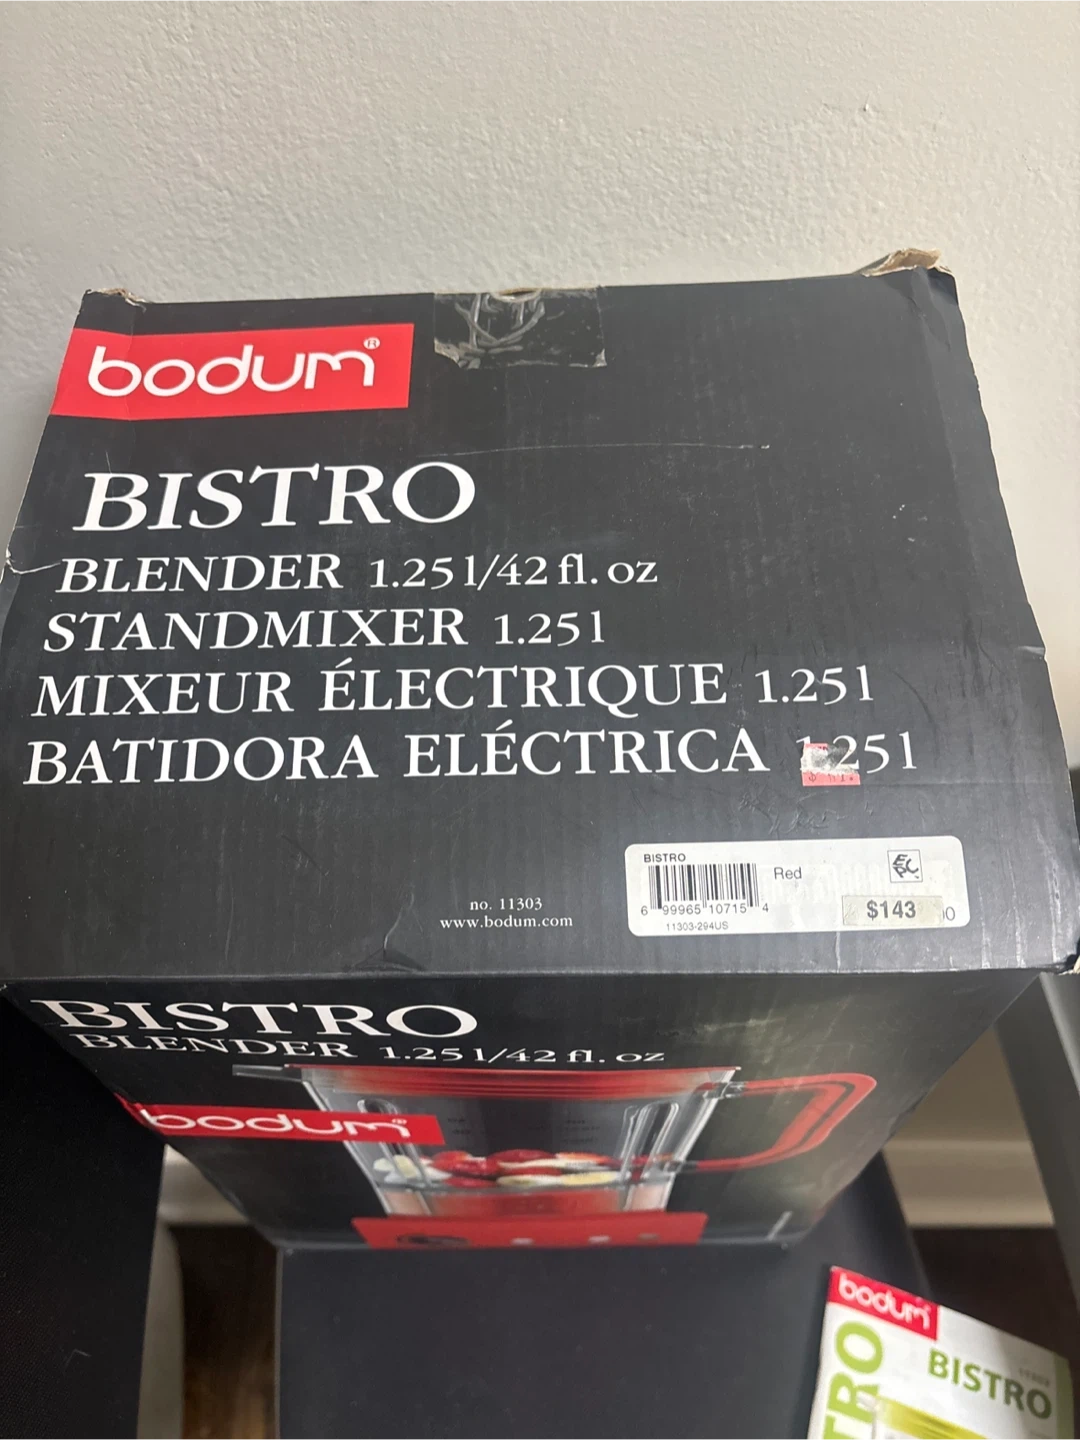 bodum®
BISTRO
BLENDER 1.25 l/42 fl. oz
STANDMIXER 1.25 l
MIXEUR ÉLECTRIQUE 1.25 l
BATIDORA ELÉCTRICA 1.25 l
BISTRO
Red
EPC
6 99965 10715 4
11303-294US
$143
no. 11303
www.bodum.com
BISTRO
BLENDER 1.25 l/42 fl. oz
bodum®
bodum
BISTRO